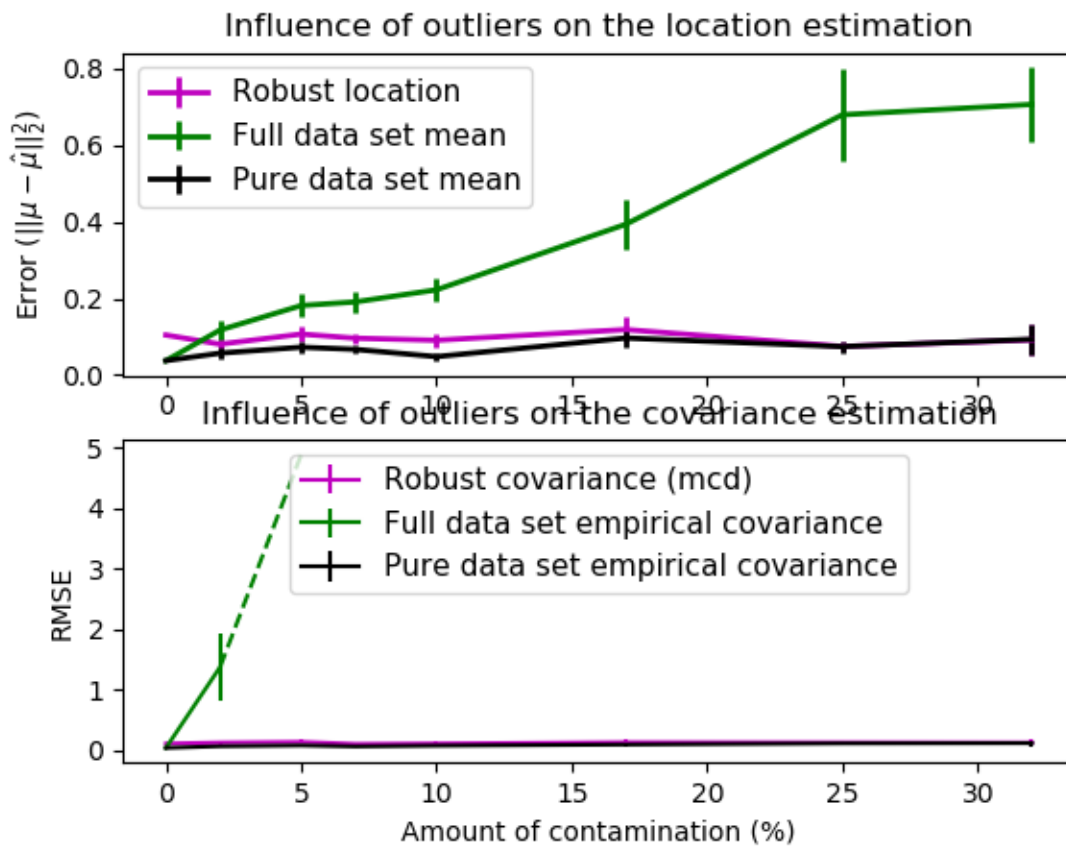 Influence of outliers on the location estimation
0.8
0.6
0.4
0.2
0.0
Error (||μ − μ̂||₂²)
Robust location
Full data set mean
Pure data set mean
0 5 10 15 20 25 30
Influence of outliers on the covariance estimation
5
4
3
2
1
0
RMSE
Robust covariance (mcd)
Full data set empirical covariance
Pure data set empirical covariance
0 5 10 15 20 25 30
Amount of contamination (%)